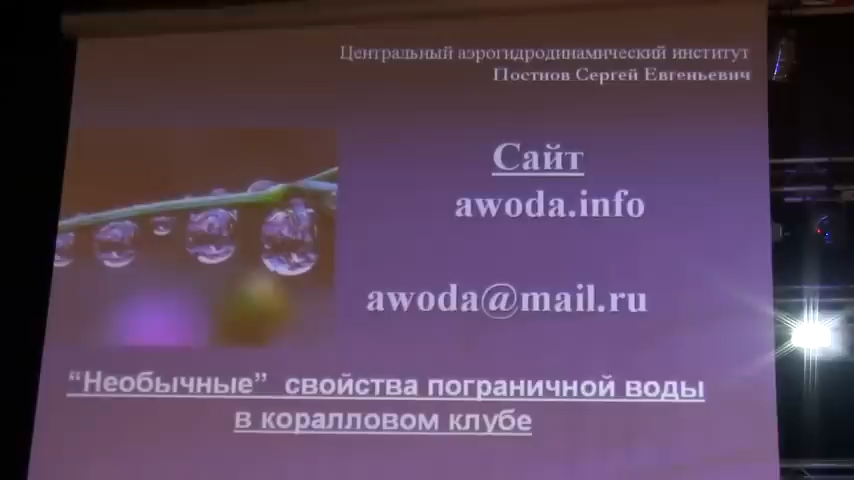 Центральный аэрогидродинамический институт
Постнов Сергей Евгеньевич
Сайт
awoda.info
awoda@mail.ru
“Необычные” свойства пограничной воды
в коралловом клубе